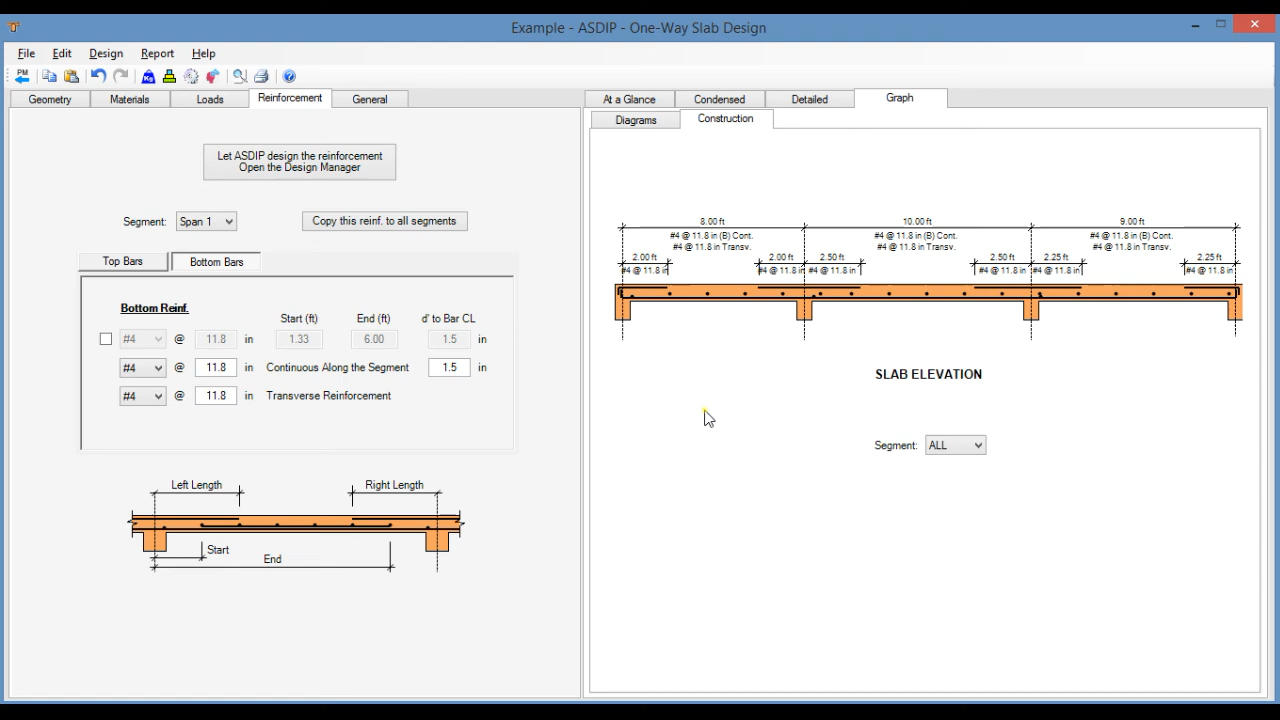 Example - ASDIP - One-Way Slab Design
File Edit Design Report Help
PM Kg
Geometry Materials Loads Reinforcement General
At a Glance Condensed Detailed Graph
Diagrams Construction
Let ASDIP design the reinforcement
Open the Design Manager
Segment: Span 1 Copy this reinf. to all segments
Top Bars Bottom Bars
Bottom Reinf.
Start (ft) End (ft) d' to Bar CL
#4 @ 11.8 in 1.33 6.00 1.5 in
#4 @ 11.8 in Continuous Along the Segment 1.5 in
#4 @ 11.8 in Transverse Reinforcement
Left Length Right Length
Start
End
8.00 ft 10.00 ft 9.00 ft
#4 @ 11.8 in (B) Cont. #4 @ 11.8 in (B) Cont. #4 @ 11.8 in (B) Cont.
#4 @ 11.8 in Transv. #4 @ 11.8 in Transv. #4 @ 11.8 in Transv.
2.00 ft 2.00 ft 2.50 ft 2.50 ft 2.25 ft 2.25 ft
#4 @ 11.8 in #4 @ 11.8 in #4 @ 11.8 in #4 @ 11.8 in #4 @ 11.8 in #4 @ 11.8 in
SLAB ELEVATION
Segment: ALL